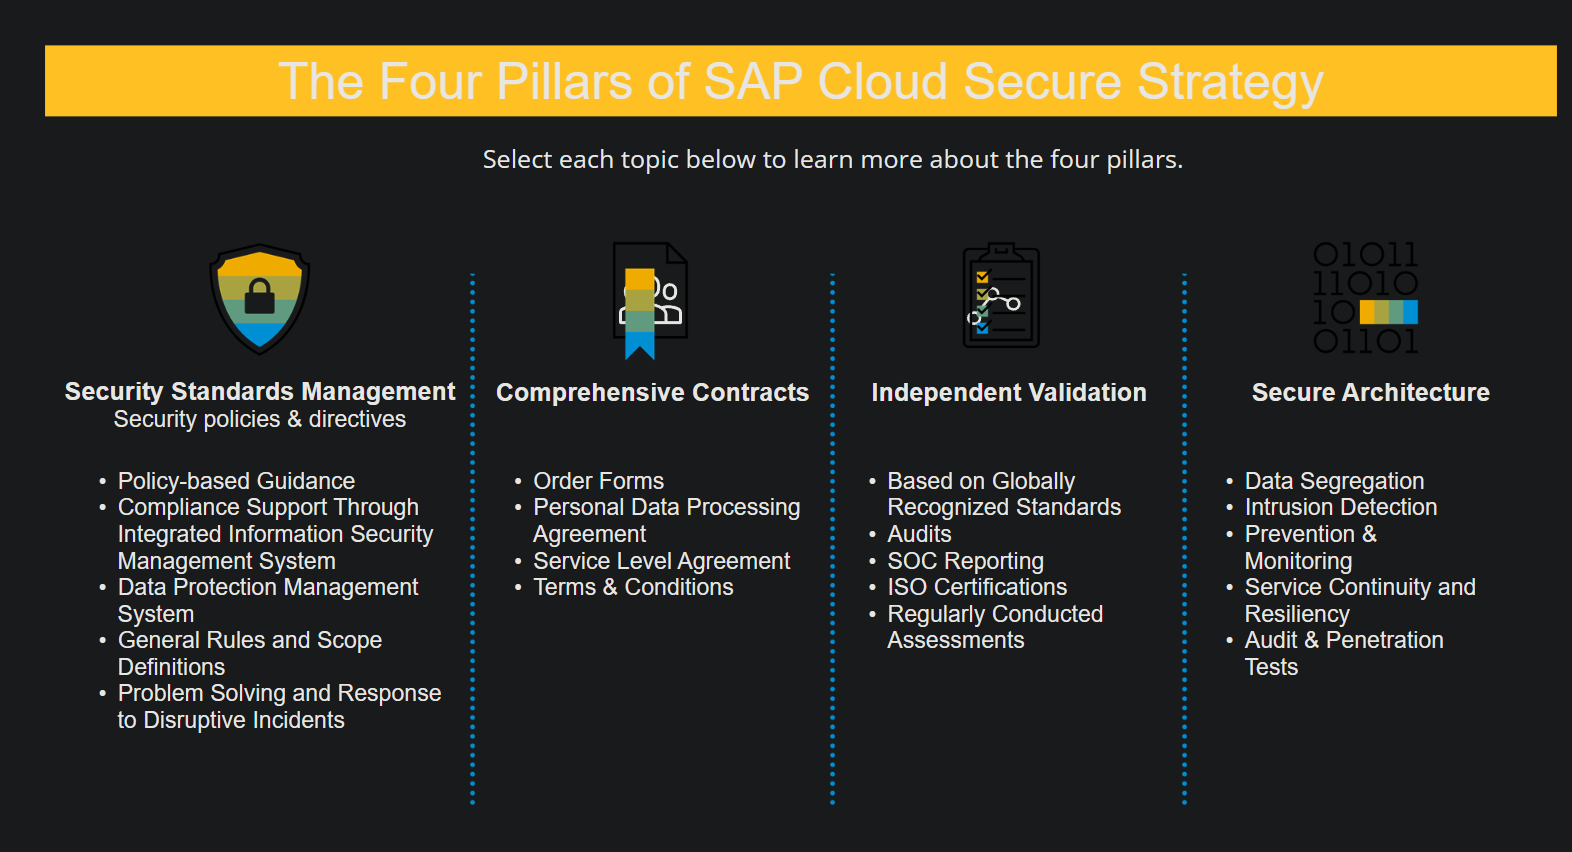 The Four Pillars of SAP Cloud Secure Strategy
Select each topic below to learn more about the four pillars.
01011
11010
10
01101
Security Standards Management
Security policies & directives
• Policy-based Guidance
• Compliance Support Through
Integrated Information Security
Management System
• Data Protection Management
System
• General Rules and Scope
Definitions
• Problem Solving and Response
to Disruptive Incidents
Comprehensive Contracts
• Order Forms
• Personal Data Processing
Agreement
• Service Level Agreement
• Terms & Conditions
Independent Validation
• Based on Globally
Recognized Standards
• Audits
• SOC Reporting
• ISO Certifications
• Regularly Conducted
Assessments
Secure Architecture
• Data Segregation
• Intrusion Detection
• Prevention &
Monitoring
• Service Continuity and
Resiliency
• Audit & Penetration
Tests